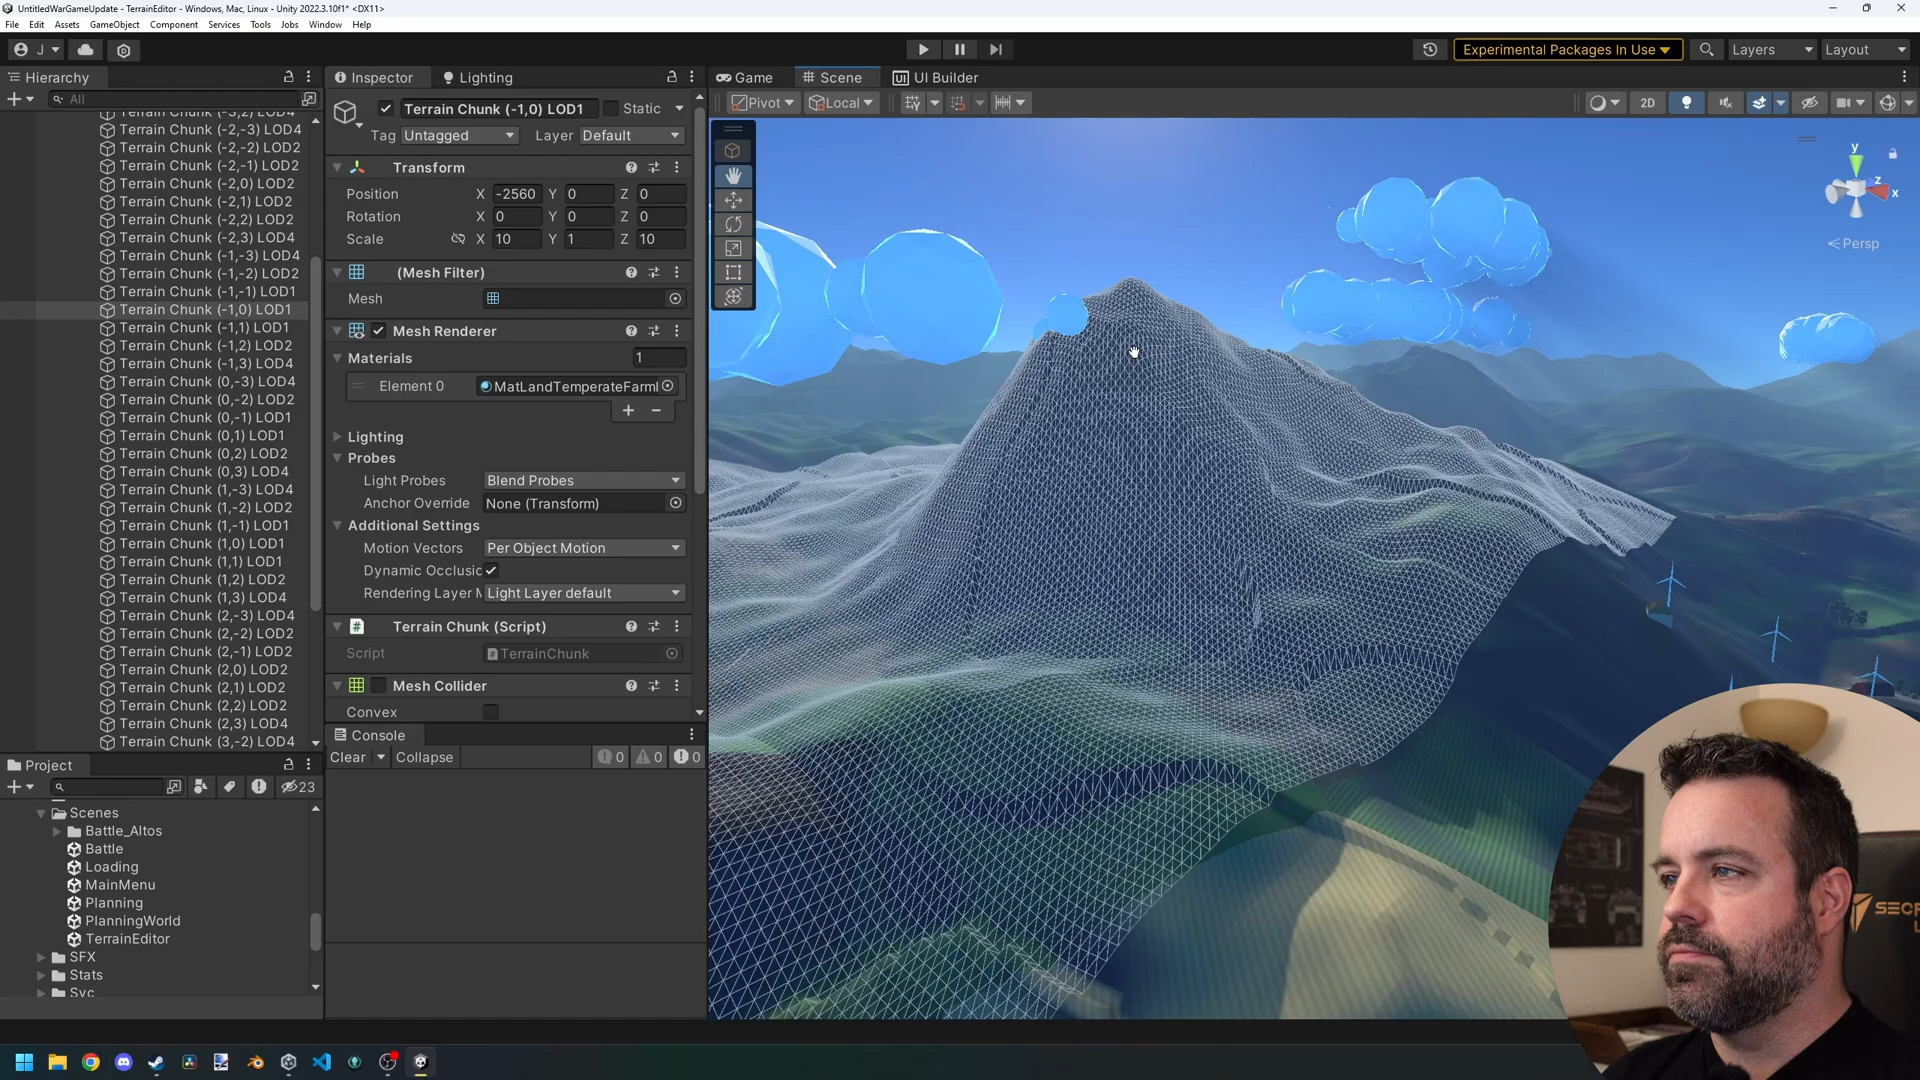 UntitledWarGameUpdate - TerrainEditor - Windows, Mac, Linux - Unity 2022.3.10f1* <DX11>
File Edit Assets GameObject Component Services Tools Jobs Window Help
J
Experimental Packages In Use
Layers
Layout
Hierarchy
All
Terrain Chunk (-2,-3) LOD4
Terrain Chunk (-2,-2) LOD2
Terrain Chunk (-2,-1) LOD2
Terrain Chunk (-2,0) LOD2
Terrain Chunk (-2,1) LOD2
Terrain Chunk (-2,2) LOD2
Terrain Chunk (-2,3) LOD4
Terrain Chunk (-1,-3) LOD4
Terrain Chunk (-1,-2) LOD2
Terrain Chunk (-1,-1) LOD1
Terrain Chunk (-1,0) LOD1
Terrain Chunk (-1,1) LOD1
Terrain Chunk (-1,2) LOD2
Terrain Chunk (-1,3) LOD4
Terrain Chunk (0,-3) LOD4
Terrain Chunk (0,-2) LOD2
Terrain Chunk (0,-1) LOD1
Terrain Chunk (0,1) LOD1
Terrain Chunk (0,2) LOD2
Terrain Chunk (0,3) LOD4
Terrain Chunk (1,-3) LOD4
Terrain Chunk (1,-2) LOD2
Terrain Chunk (1,-1) LOD1
Terrain Chunk (1,0) LOD1
Terrain Chunk (1,1) LOD1
Terrain Chunk (1,2) LOD2
Terrain Chunk (1,3) LOD4
Terrain Chunk (2,-3) LOD4
Terrain Chunk (2,-2) LOD2
Terrain Chunk (2,-1) LOD2
Terrain Chunk (2,0) LOD2
Terrain Chunk (2,1) LOD2
Terrain Chunk (2,2) LOD2
Terrain Chunk (2,3) LOD4
Terrain Chunk (3,-2) LOD4
Project
23
Scenes
Battle_Altos
Battle
Loading
MainMenu
Planning
PlanningWorld
TerrainEditor
SFX
Stats
Svc
Inspector
Lighting
Terrain Chunk (-1,0) LOD1
Static
Tag Untagged Layer Default
Transform
Position X -2560 Y 0 Z 0
Rotation X 0 Y 0 Z 0
Scale X 10 Y 1 Z 10
(Mesh Filter)
Mesh
Mesh Renderer
Materials 1
Element 0 MatLandTemperateFarml
Lighting
Probes
Light Probes Blend Probes
Anchor Override None (Transform)
Additional Settings
Motion Vectors Per Object Motion
Dynamic Occlusic
Rendering Layer M Light Layer default
Terrain Chunk (Script)
Script TerrainChunk
Mesh Collider
Convex
Console
Clear Collapse 0 0 0
Game
Scene
UI Builder
Pivot
Local
2D
y
z
x
Persp